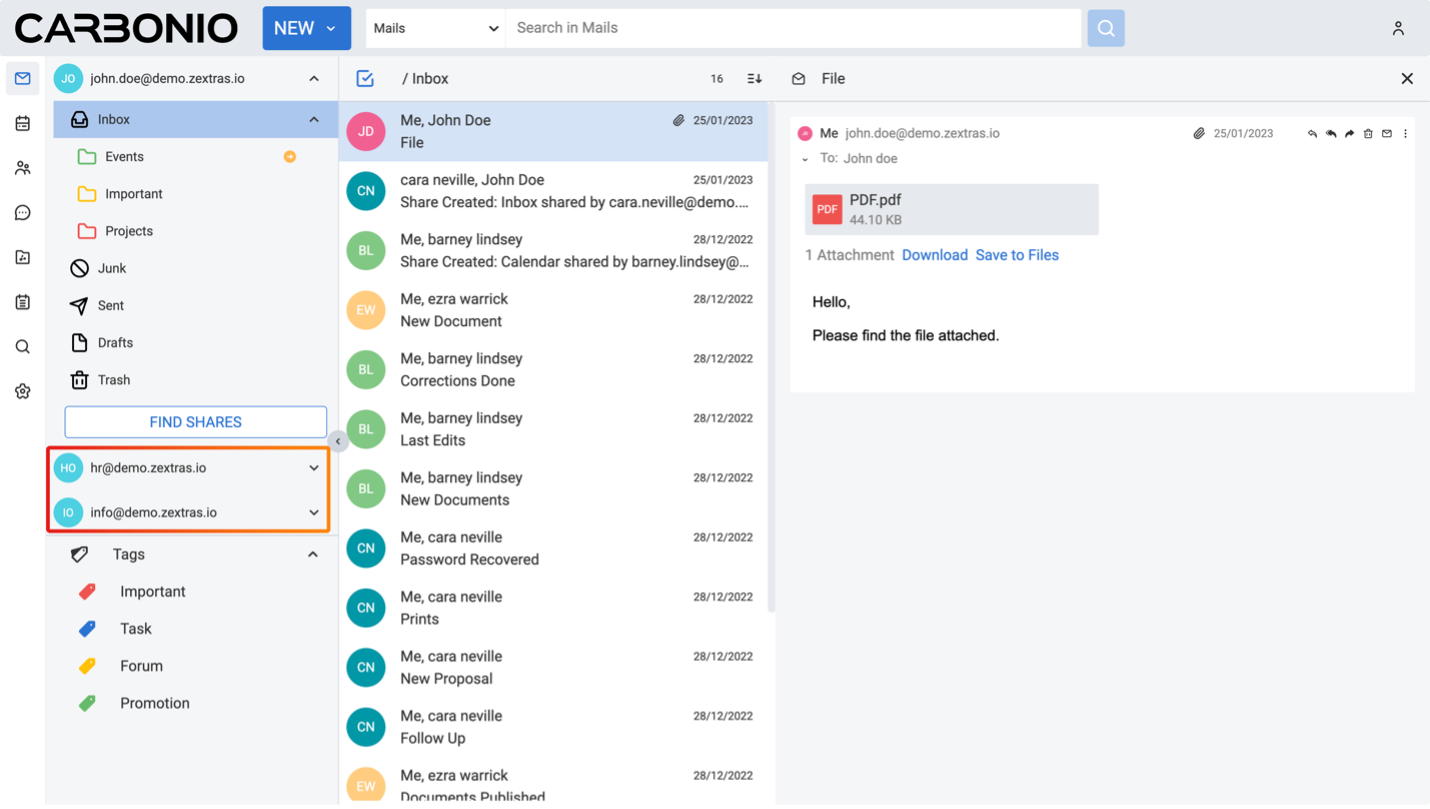 CARBONIO
NEW
Mails
Search in Mails
JO
john.doe@demo.zextras.io
Inbox
Events
Important
Projects
Junk
Sent
Drafts
Trash
FIND SHARES
HO
hr@demo.zextras.io
IO
info@demo.zextras.io
Tags
Important
Task
Forum
Promotion
/ Inbox
16
JD
Me, John Doe
25/01/2023
File
CN
cara neville, John Doe
25/01/2023
Share Created: Inbox shared by cara.neville@demo....
BL
Me, barney lindsey
28/12/2022
Share Created: Calendar shared by barney.lindsey@...
EW
Me, ezra warrick
28/12/2022
New Document
BL
Me, barney lindsey
28/12/2022
Corrections Done
BL
Me, barney lindsey
28/12/2022
Last Edits
BL
Me, barney lindsey
28/12/2022
New Documents
CN
Me, cara neville
28/12/2022
Password Recovered
CN
Me, cara neville
28/12/2022
Prints
CN
Me, cara neville
28/12/2022
New Proposal
CN
Me, cara neville
28/12/2022
Follow Up
EW
Me, ezra warrick
28/12/2022
Documents Published
File
Me john.doe@demo.zextras.io
25/01/2023
To: John doe
PDF
PDF.pdf
44.10 KB
1 Attachment Download Save to Files
Hello,
Please find the file attached.